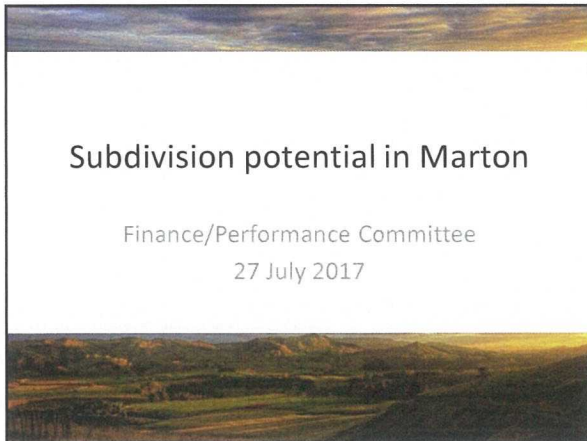 Subdivision potential in Marton
Finance/Performance Committee
27 July 2017